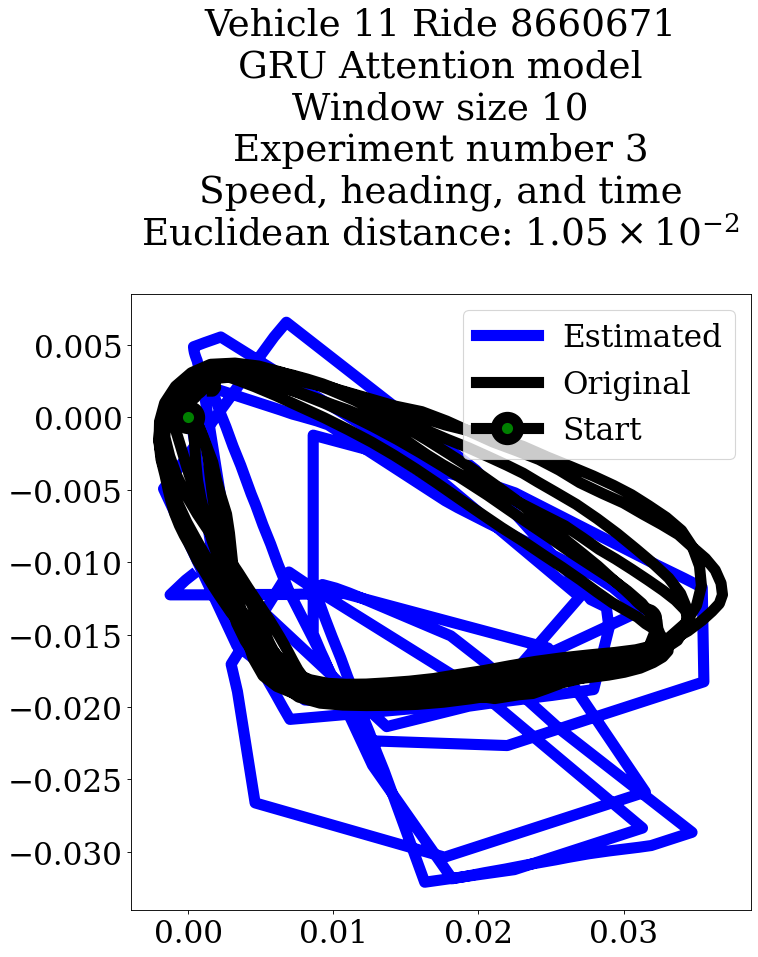 Vehicle 11 Ride 8660671
GRU Attention model
Window size 10
Experiment number 3
Speed, heading, and time
Euclidean distance: 1.05 × 10⁻²
Estimated
Original
Start
0.005
0.000
−0.005
−0.010
−0.015
−0.020
−0.025
−0.030
0.00 0.01 0.02 0.03